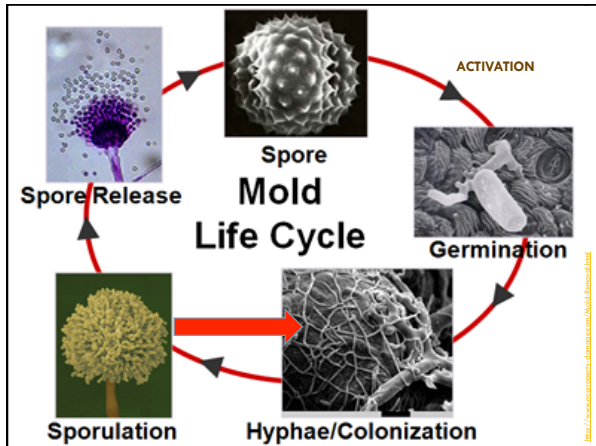 ACTIVATION
Spore
Spore Release
Mold
Life Cycle
Germination
Sporulation
Hyphae/Colonization